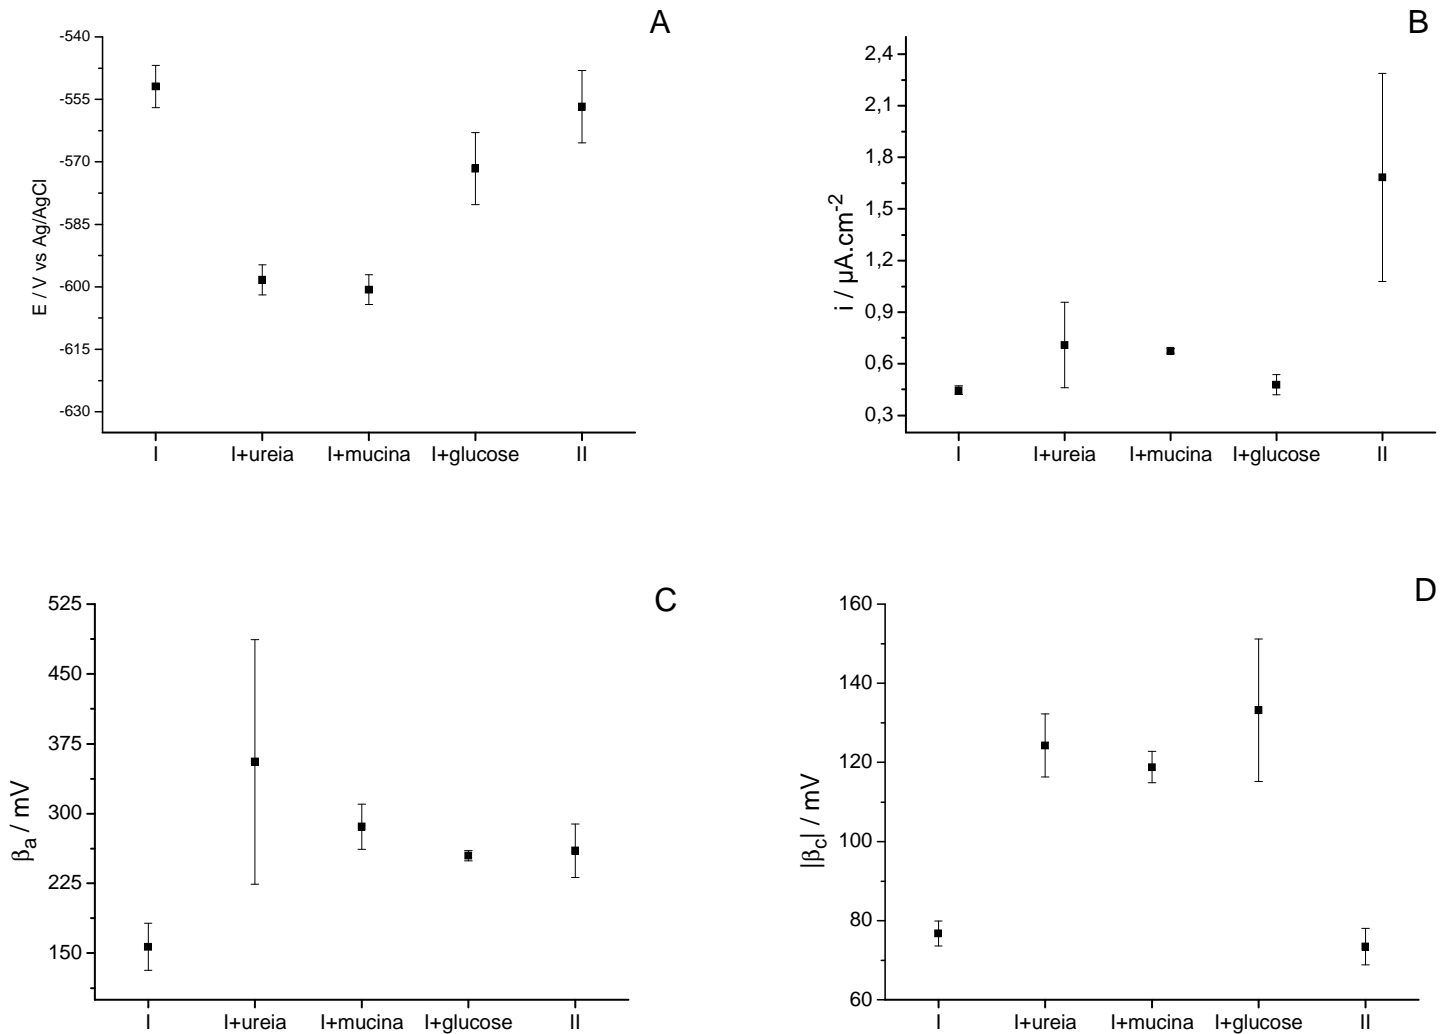 A
-540
-555
-570
-585
-600
-615
-630
E / V vs Ag/AgCl
I I+ureia I+mucina I+glucose II
B
2,4
2,1
1,8
1,5
1,2
0,9
0,6
0,3
i / µA.cm-2
I I+ureia I+mucina I+glucose II
C
525
450
375
300
225
150
βa / mV
I I+ureia I+mucina I+glucose II
D
160
140
120
100
80
60
|βc| / mV
I I+ureia I+mucina I+glucose II